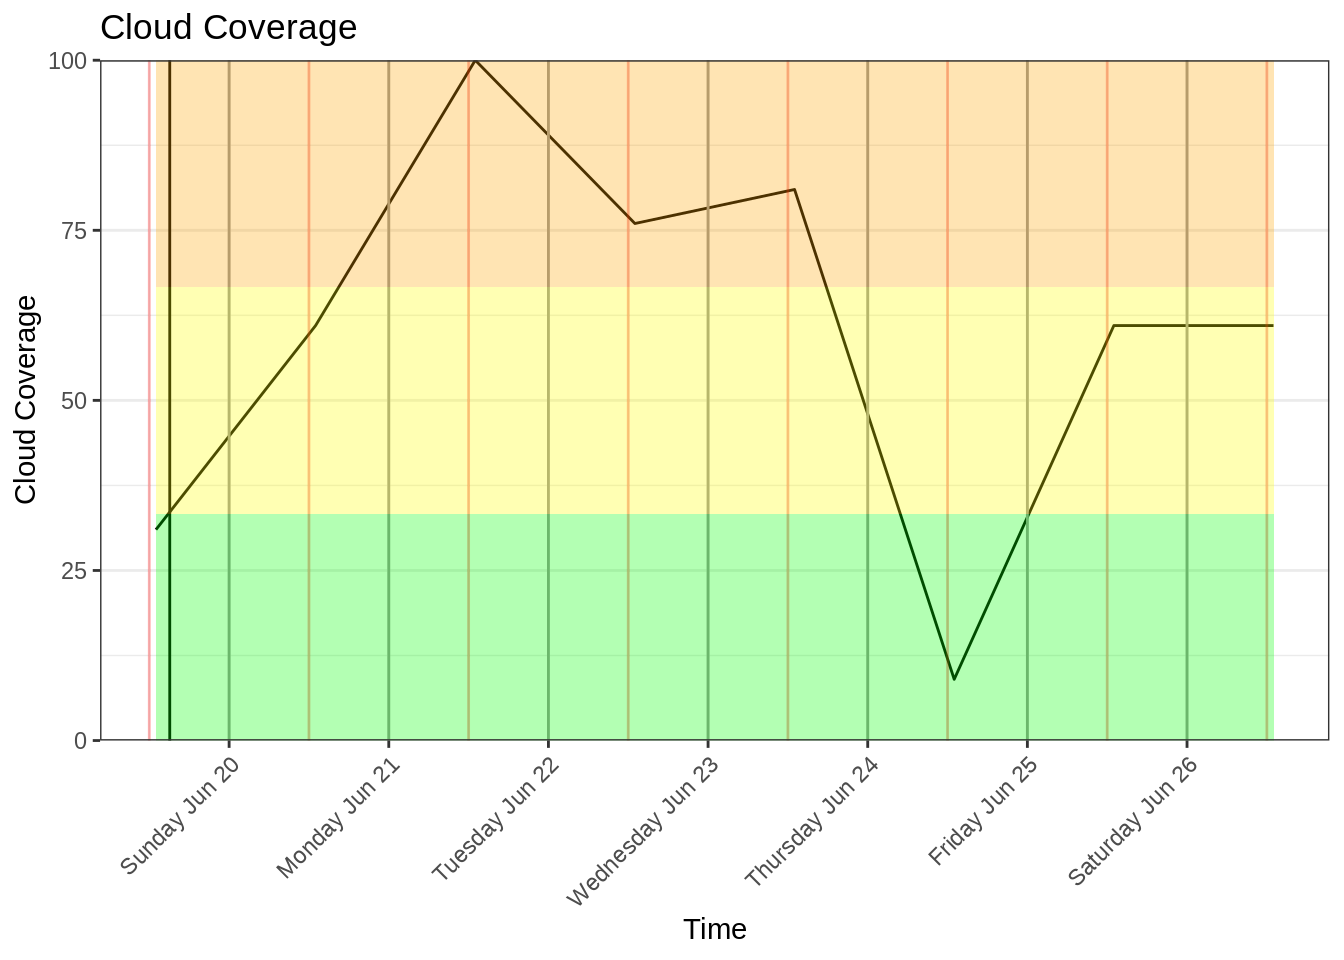 Cloud Coverage
100
75
50
25
0
Cloud Coverage
Sunday Jun 20
Monday Jun 21
Tuesday Jun 22
Wednesday Jun 23
Thursday Jun 24
Friday Jun 25
Saturday Jun 26
Time